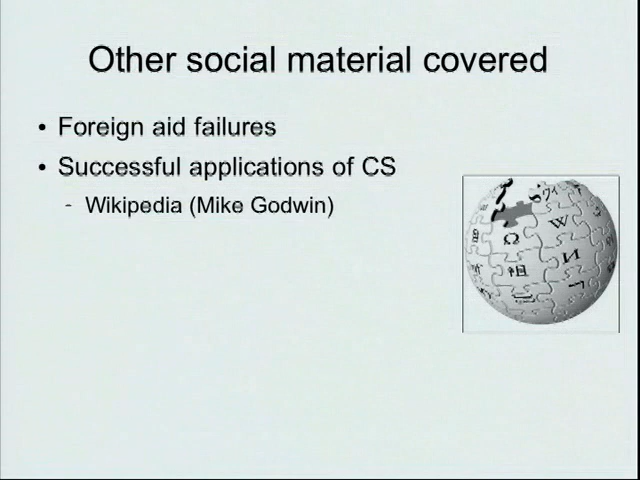 Other social material covered
• Foreign aid failures
• Successful applications of CS
- Wikipedia (Mike Godwin)
Ω
W
И